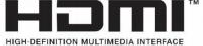 HDMI™
HIGH-DEFINITION MULTIMEDIA INTERFACE